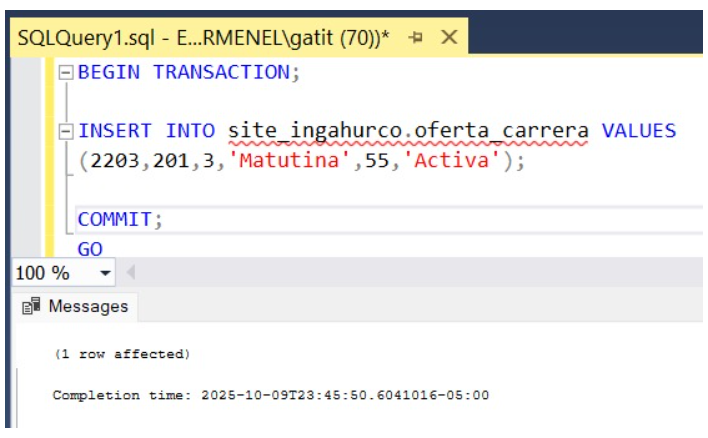 SQLQuery1.sql - E...RMENEL\gatit (70))*
BEGIN TRANSACTION;
INSERT INTO site_ingahurco.oferta_carrera VALUES
(2203,201,3,'Matutina',55,'Activa');
COMMIT;
GO
100 %
Messages
(1 row affected)
Completion time: 2025-10-09T23:45:50.6041016-05:00